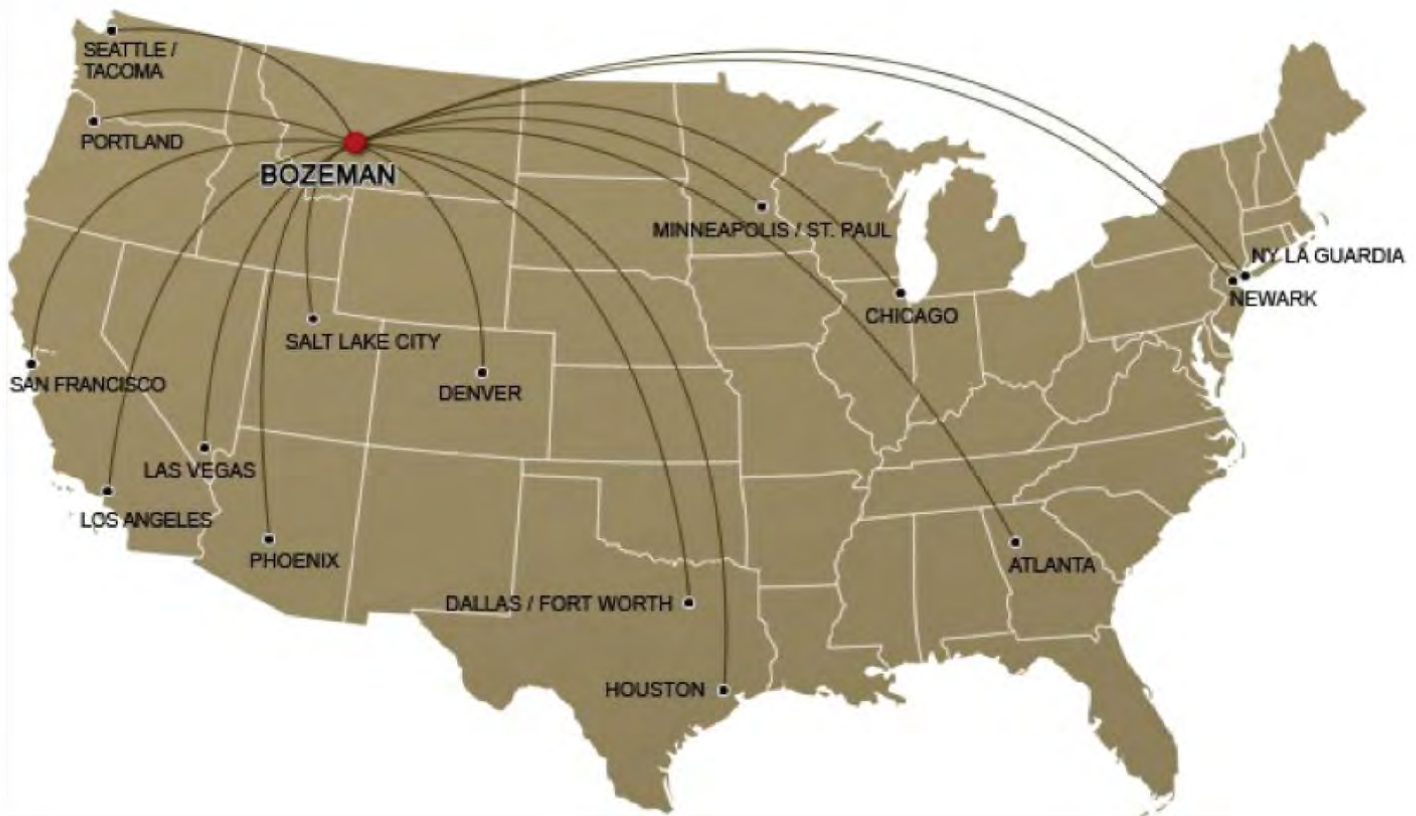 SEATTLE /
TACOMA
PORTLAND
BOZEMAN
MINNEAPOLIS / ST. PAUL
NY LA GUARDIA
NEWARK
CHICAGO
SALT LAKE CITY
SAN FRANCISCO
DENVER
LAS VEGAS
LOS ANGELES
PHOENIX
ATLANTA
DALLAS / FORT WORTH
HOUSTON